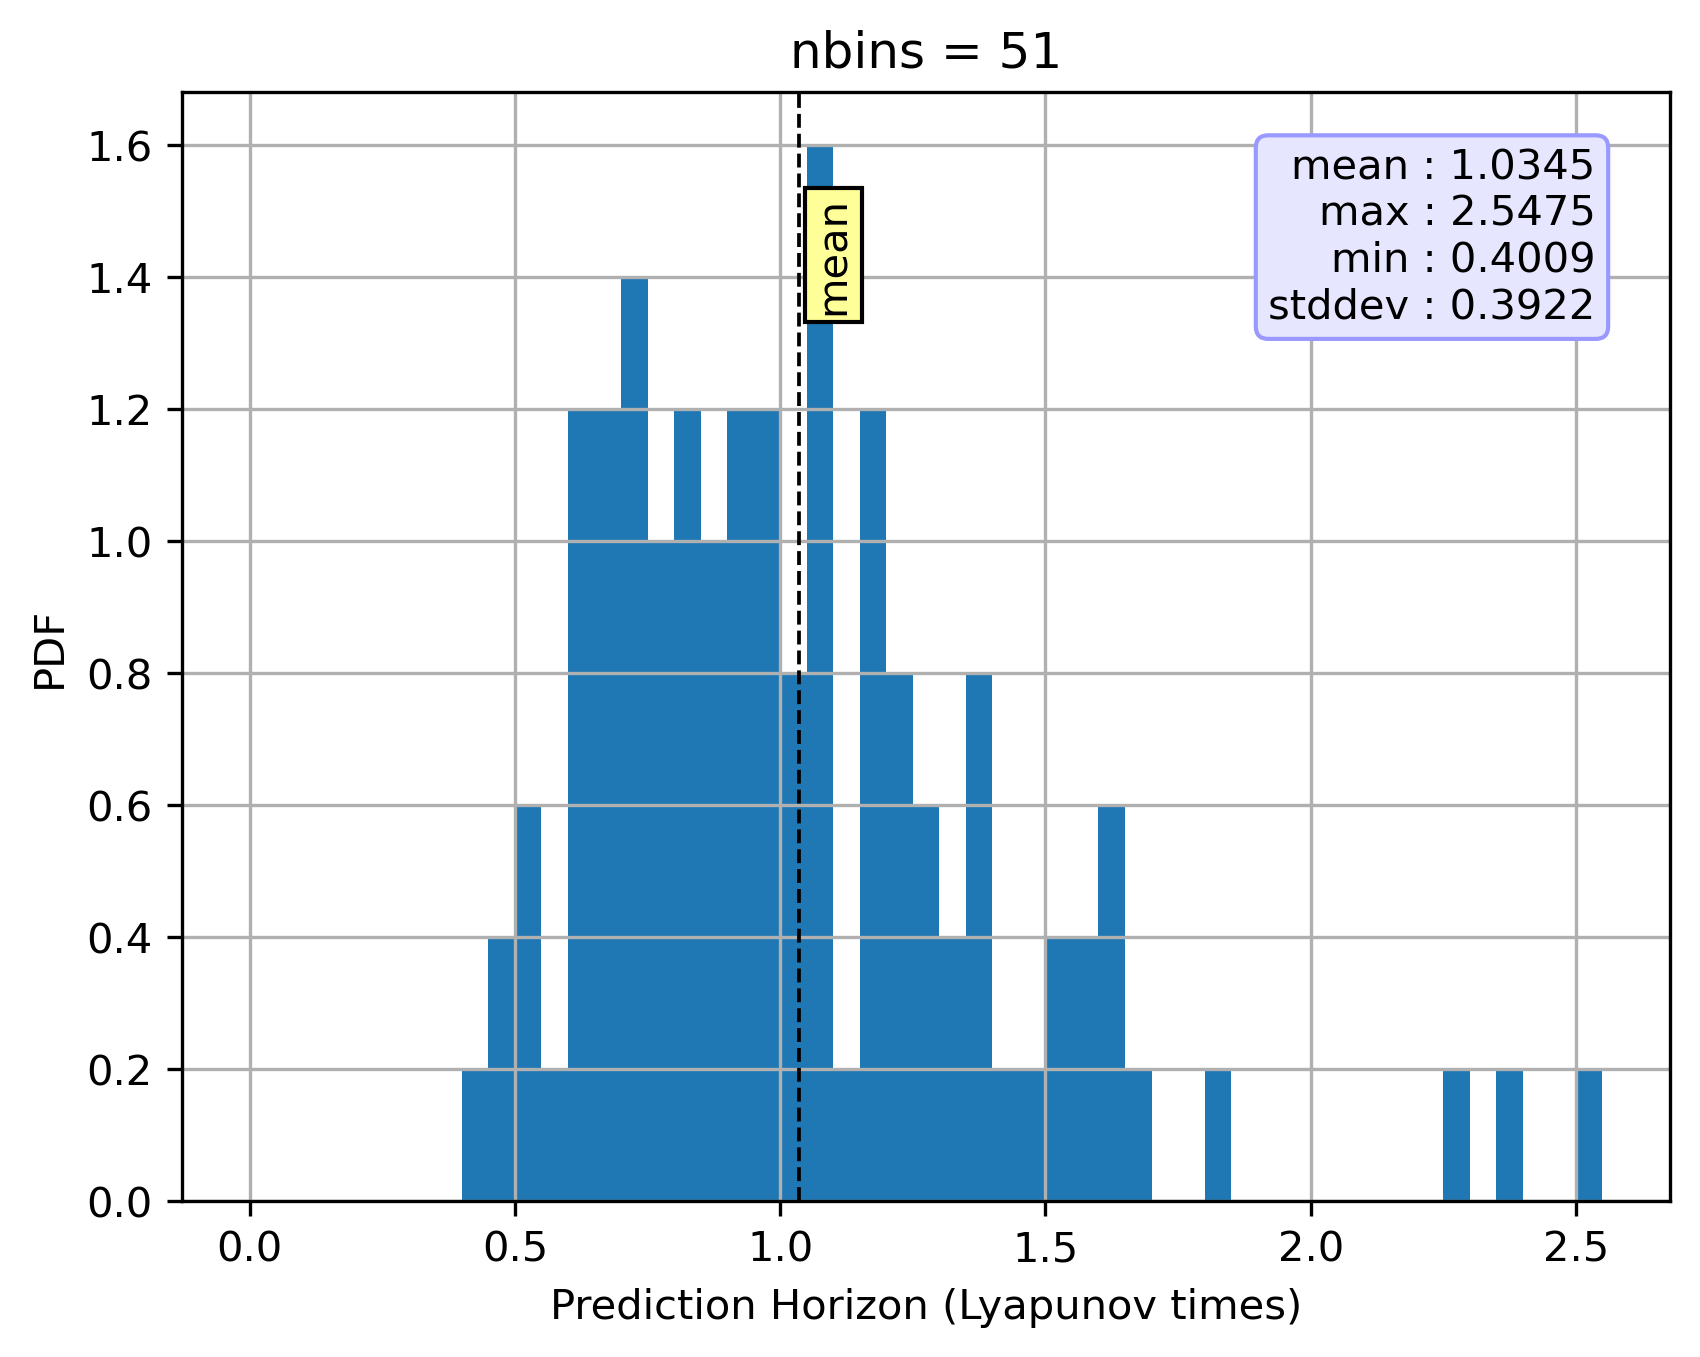 nbins = 51
mean : 1.0345
max : 2.5475
min : 0.4009
stddev : 0.3922
mean
PDF
1.6
1.4
1.2
1.0
0.8
0.6
0.4
0.2
0.0
0.0 0.5 1.0 1.5 2.0 2.5
Prediction Horizon (Lyapunov times)